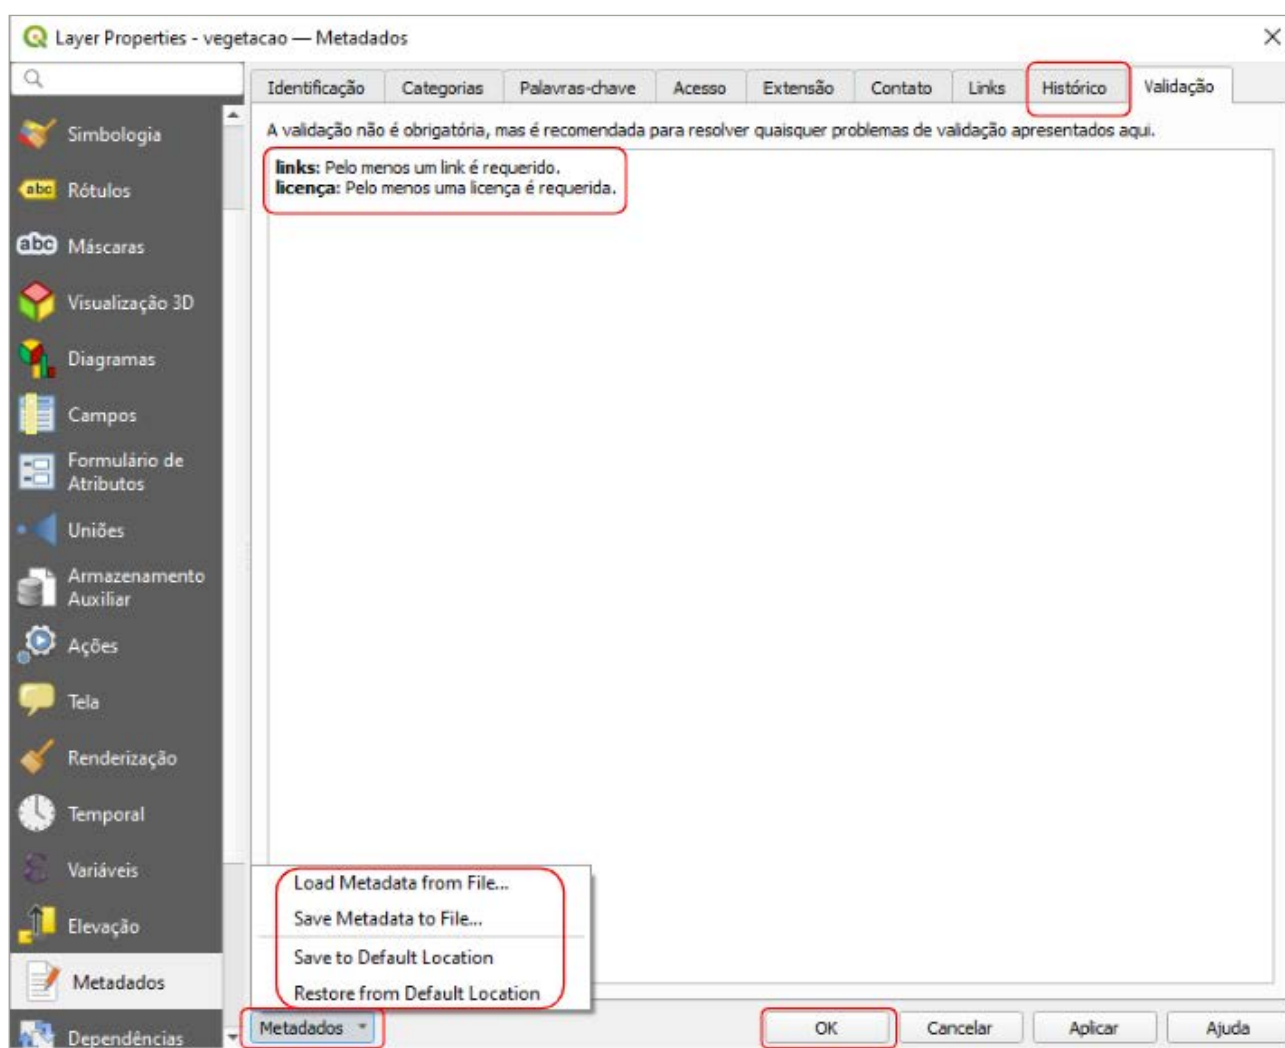 Layer Properties - vegetacao — Metadados
Identificação Categorias Palavras-chave Acesso Extensão Contato Links Histórico Validação
A validação não é obrigatória, mas é recomendada para resolver quaisquer problemas de validação apresentados aqui.
links: Pelo menos um link é requerido.
licença: Pelo menos uma licença é requerida.
Simbologia
abc Rótulos
abc Máscaras
Visualização 3D
Diagramas
Campos
Formulário de
Atributos
Uniões
Armazenamento
Auxiliar
Ações
Tela
Renderização
Temporal
Variáveis
Elevação
Metadados
Dependências
Load Metadata from File...
Save Metadata to File...
Save to Default Location
Restore from Default Location
Metadados OK Cancelar Aplicar Ajuda